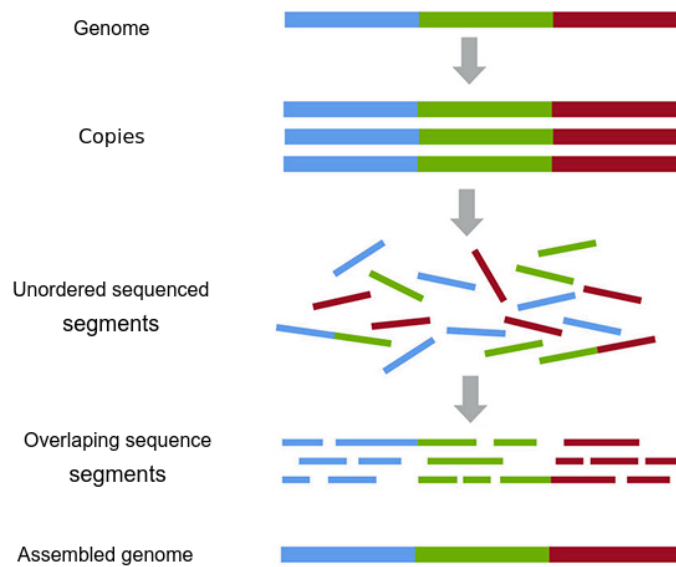 Genome
Copies
Unordered sequenced
segments
Overlaping sequence
segments
Assembled genome